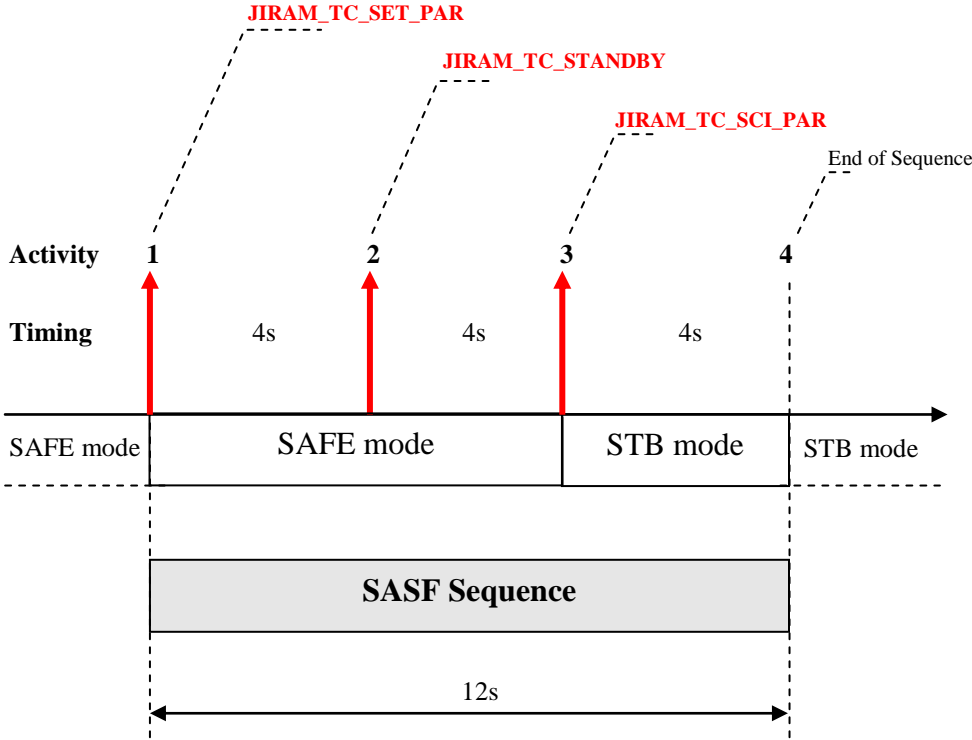 JIRAM_TC_SET_PAR
JIRAM_TC_STANDBY
JIRAM_TC_SCI_PAR
End of Sequence
Activity 1 2 3 4
Timing 4s 4s 4s
SAFE mode SAFE mode STB mode STB mode
SASF Sequence
12s